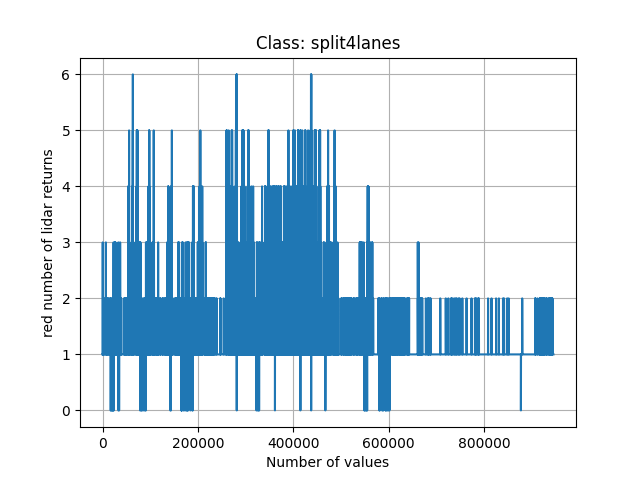 Class: split4lanes
red number of lidar returns
6
5
4
3
2
1
0
0 200000 400000 600000 800000
Number of values